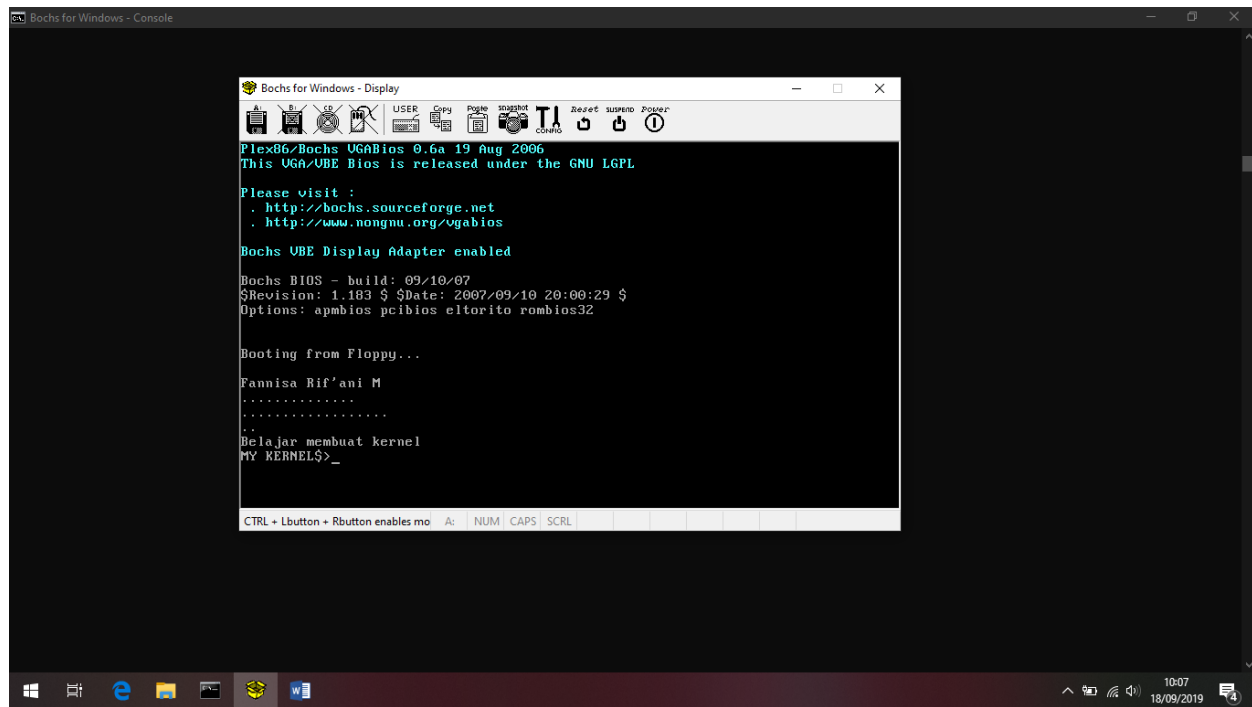 Bochs for Windows - Console
Bochs for Windows - Display
A: B: CD USER Copy Paste snapshot CONFIG Reset SUSPEND Power
Plex86/Bochs VGABios 0.6a 19 Aug 2006
This VGA/VBE Bios is released under the GNU LGPL
Please visit :
. http://bochs.sourceforge.net
. http://www.nongnu.org/vgabios
Bochs VBE Display Adapter enabled
Bochs BIOS - build: 09/10/07
$Revision: 1.183 $ $Date: 2007/09/10 20:00:29 $
Options: apmbios pcibios eltorito rombios32
Booting from Floppy...
Fannisa Rif'ani M
..............
..................
..
Belajar membuat kernel
MY KERNEL$>_
CTRL + Lbutton + Rbutton enables mo A: NUM CAPS SCRL
10:07
18/09/2019
4